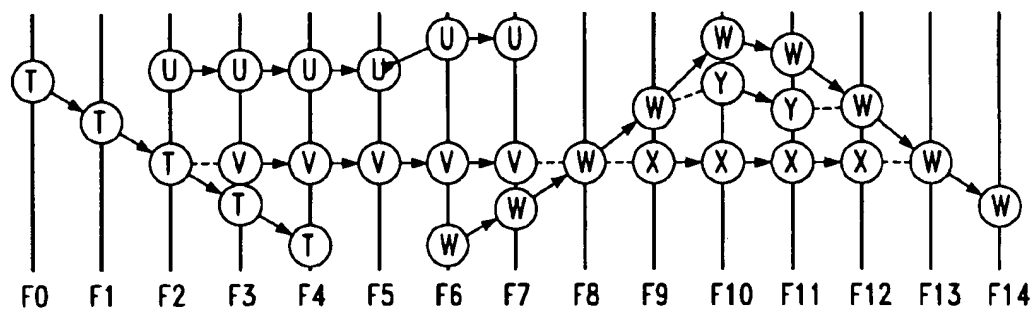 W
U U W
U U U U Y
T Y
T W W
T V V V V V W X X X X W
T W W
T W
F0 F1 F2 F3 F4 F5 F6 F7 F8 F9 F10 F11 F12 F13 F14